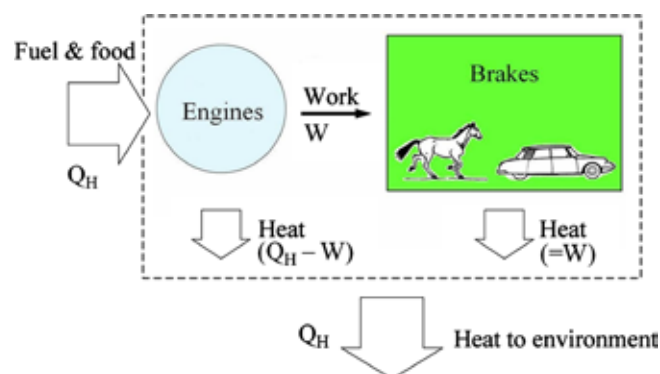 Fuel & food
Q_H
Engines
Work
W
Brakes
Heat
(Q_H – W)
Heat
(=W)
Q_H
Heat to environment